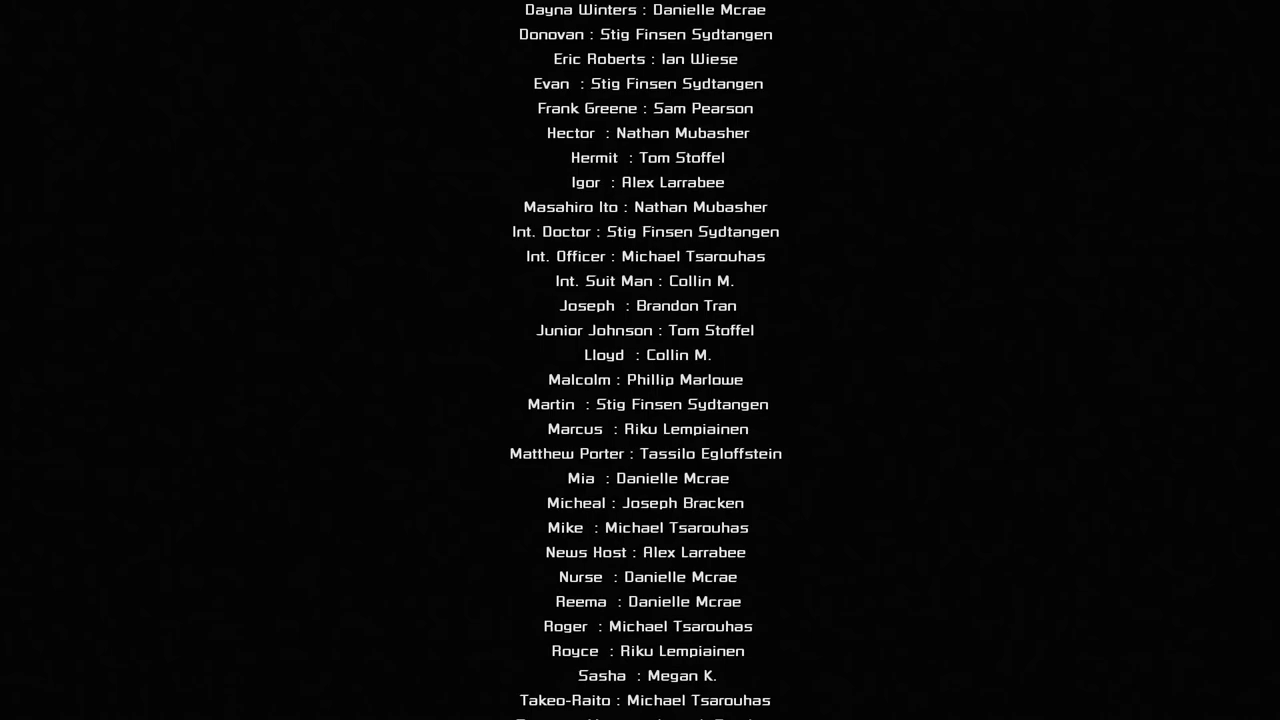 Dayna Winters : Danielle Mcrae
Donovan : Stig Finsen Sydtangen
Eric Roberts : Ian Wiese
Evan  : Stig Finsen Sydtangen
Frank Greene : Sam Pearson
Hector  : Nathan Mubasher
Hermit  : Tom Stoffel
Igor  : Alex Larrabee
Masahiro Ito : Nathan Mubasher
Int. Doctor : Stig Finsen Sydtangen
Int. Officer : Michael Tsarouhas
Int. Suit Man : Collin M.
Joseph  : Brandon Tran
Junior Johnson : Tom Stoffel
Lloyd  : Collin M.
Malcolm : Phillip Marlowe
Martin  : Stig Finsen Sydtangen
Marcus  : Riku Lempiainen
Matthew Porter : Tassilo Egloffstein
Mia  : Danielle Mcrae
Micheal : Joseph Bracken
Mike  : Michael Tsarouhas
News Host : Alex Larrabee
Nurse  : Danielle Mcrae
Reema  : Danielle Mcrae
Roger  : Michael Tsarouhas
Royce  : Riku Lempiainen
Sasha  : Megan K.
Takeo-Raito : Michael Tsarouhas